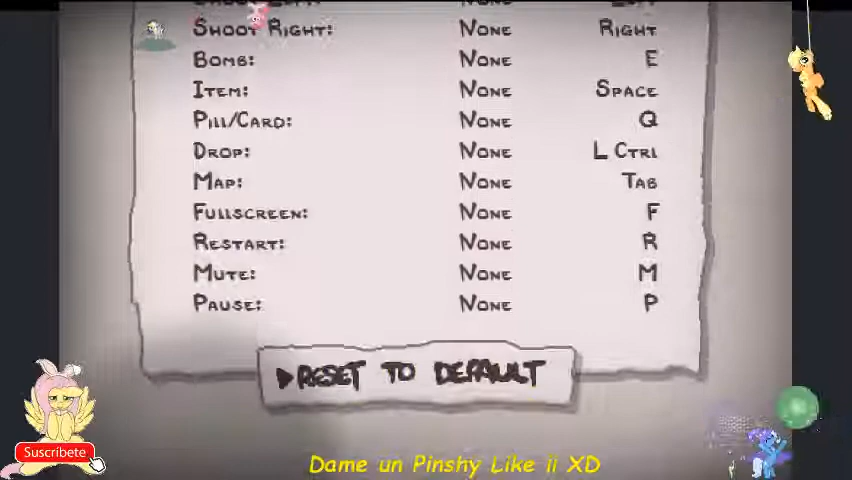 Shoot Right: None Right
Bomb: None E
Item: None Space
Pill/Card: None Q
Drop: None L Ctrl
Map: None Tab
Fullscreen: None F
Restart: None R
Mute: None M
Pause: None P
RESET TO DEFAULT
Suscribete
Dame un Pinshy Like ii XD